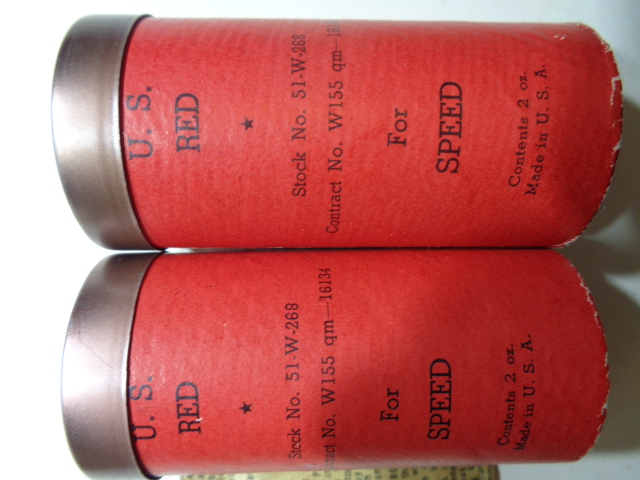 U. S.
RED
★
Stock No. 51-W-268
Contract No. W155 qm—
For
SPEED
Contents 2 oz.
Made in U. S. A.
U. S.
RED
★
Stock No. 51-W-268
No. W155 qm—16134
For
SPEED
Contents 2 oz.
Made in U. S. A.